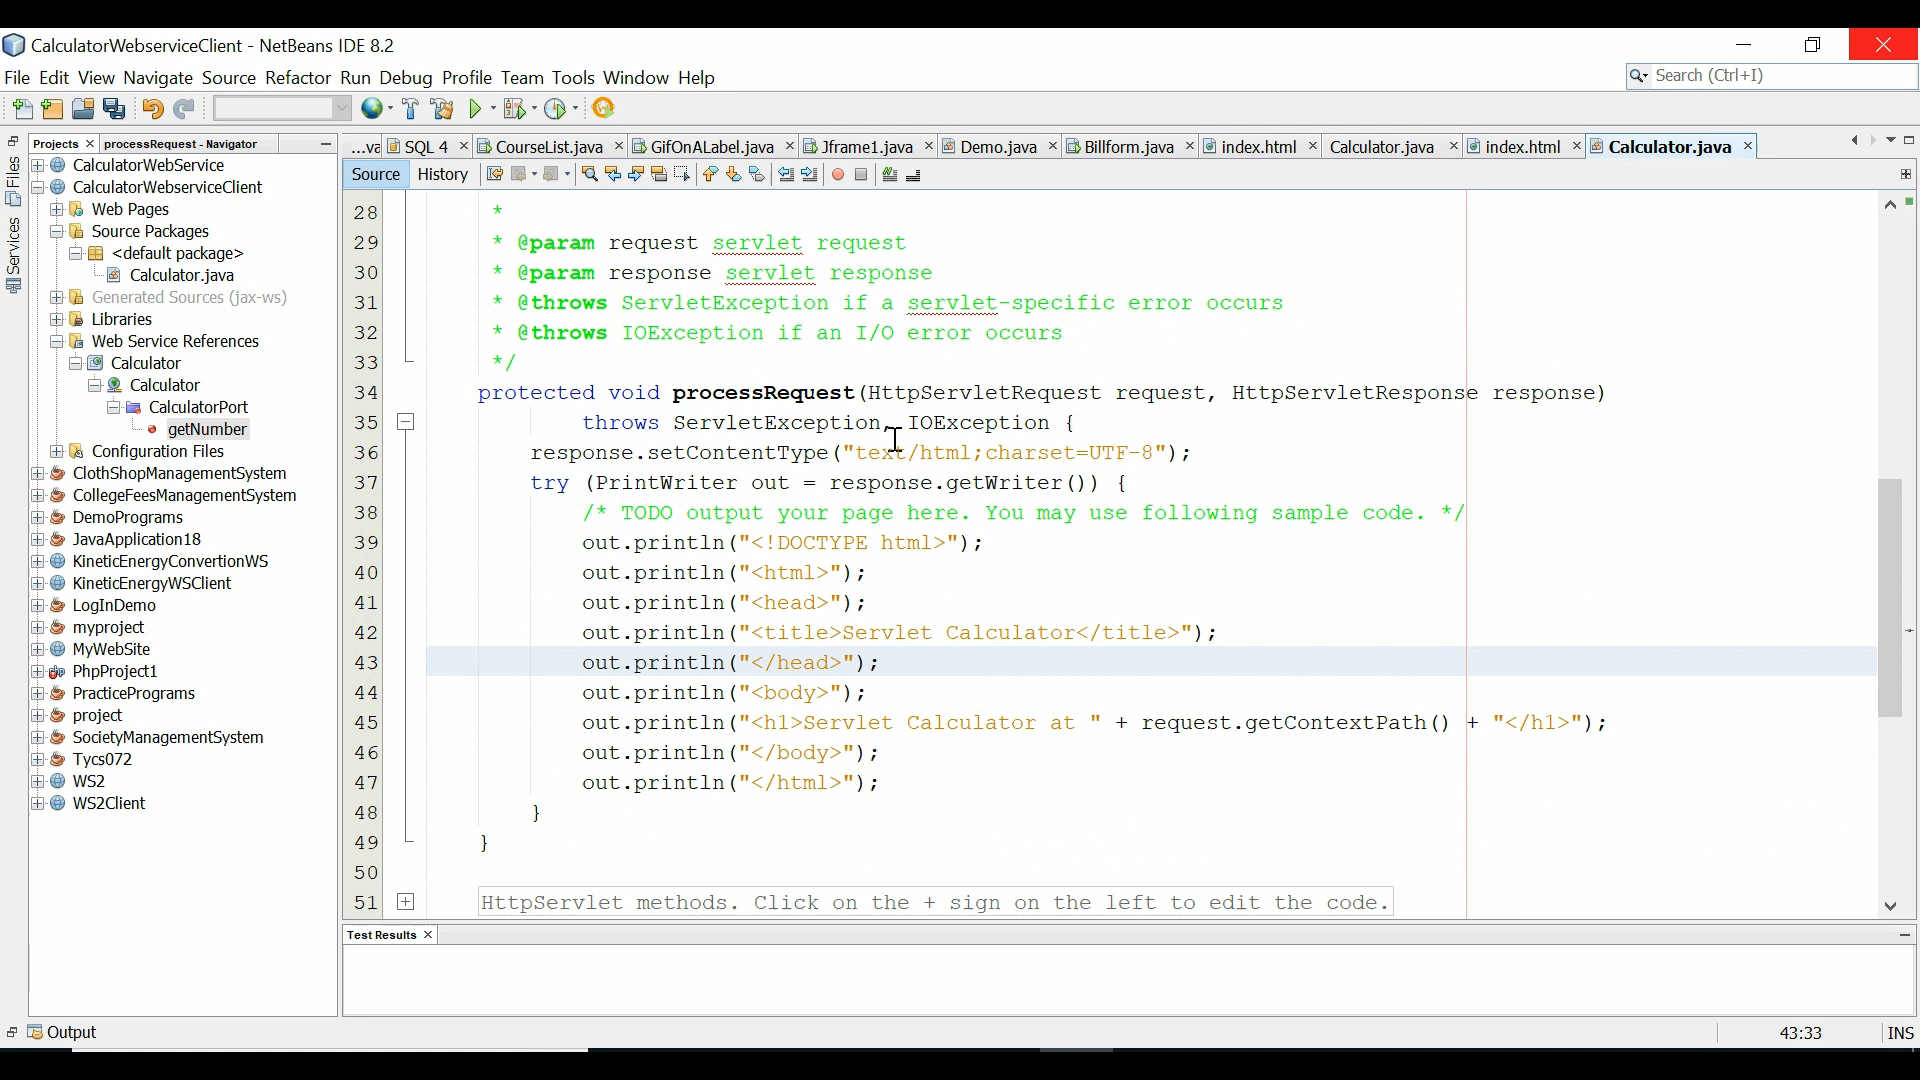 CalculatorWebserviceClient - NetBeans IDE 8.2
File Edit View Navigate Source Refactor Run Debug Profile Team Tools Window Help
Search (Ctrl+I)
Projects
processRequest - Navigator
...va
SQL 4
CourseList.java
GifOnALabel.java
Jframe1.java
Demo.java
Billform.java
index.html
Calculator.java
index.html
Calculator.java
Source
History
Files
Services
CalculatorWebService
CalculatorWebserviceClient
Web Pages
Source Packages
<default package>
Calculator.java
Generated Sources (jax-ws)
Libraries
Web Service References
Calculator
Calculator
CalculatorPort
getNumber
Configuration Files
ClothShopManagementSystem
CollegeFeesManagementSystem
DemoPrograms
JavaApplication18
KineticEnergyConvertionWS
KineticEnergyWSClient
LogInDemo
myproject
MyWebSite
PhpProject1
PracticePrograms
project
SocietyManagementSystem
Tycs072
WS2
WS2Client
28 *
29 * @param request servlet request
30 * @param response servlet response
31 * @throws ServletException if a servlet-specific error occurs
32 * @throws IOException if an I/O error occurs
33 */
34 protected void processRequest(HttpServletRequest request, HttpServletResponse response)
35 throws ServletException, IOException {
36 response.setContentType("text/html;charset=UTF-8");
37 try (PrintWriter out = response.getWriter()) {
38 /* TODO output your page here. You may use following sample code. */
39 out.println("<!DOCTYPE html>");
40 out.println("<html>");
41 out.println("<head>");
42 out.println("<title>Servlet Calculator</title>");
43 out.println("</head>");
44 out.println("<body>");
45 out.println("<h1>Servlet Calculator at " + request.getContextPath() + "</h1>");
46 out.println("</body>");
47 out.println("</html>");
48 }
49 }
50
51 HttpServlet methods. Click on the + sign on the left to edit the code.
Test Results
Output
43:33
INS